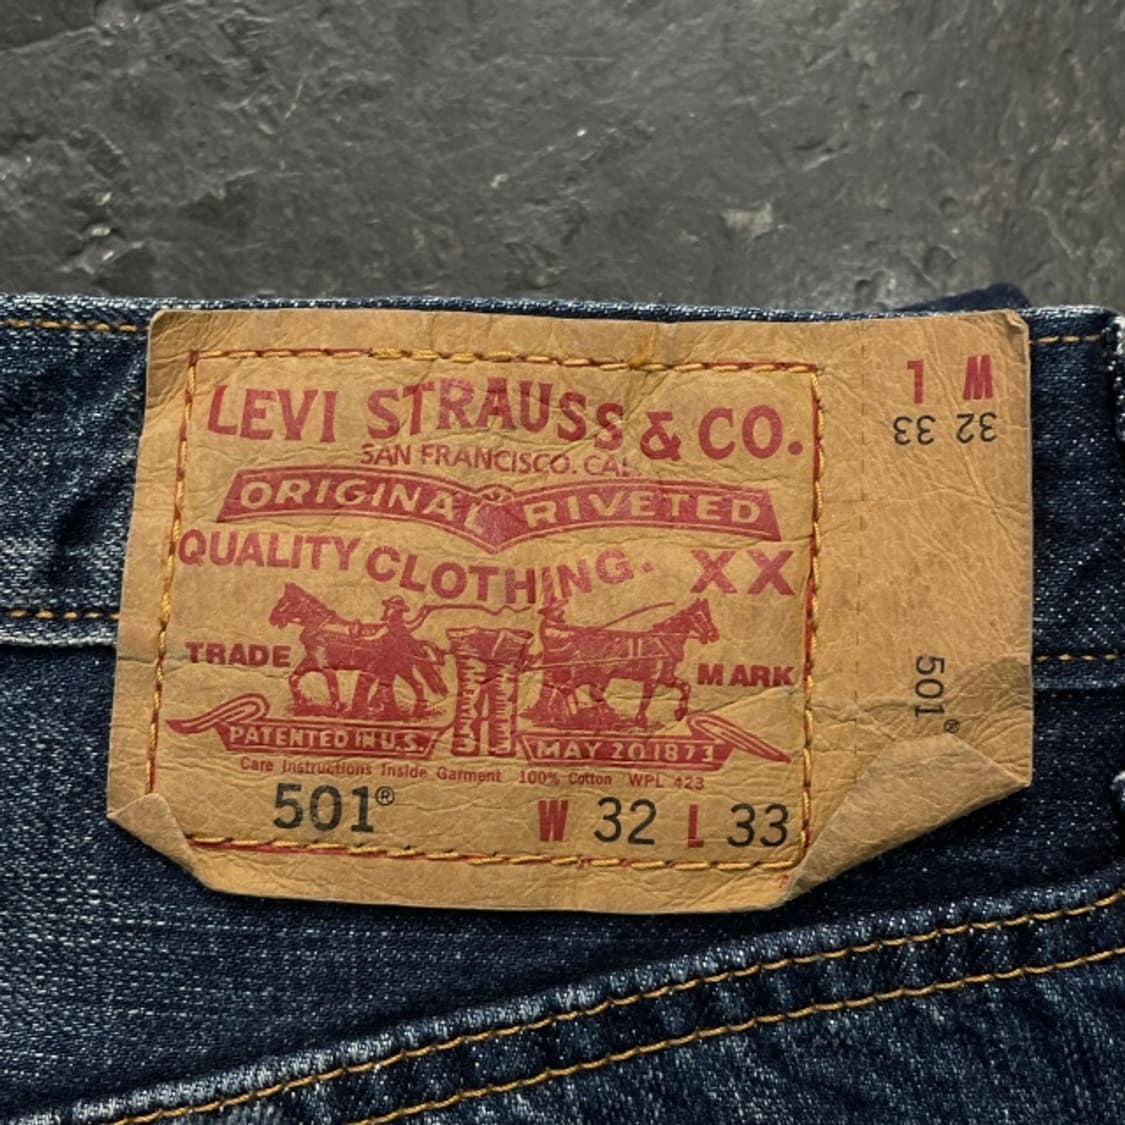 LEVI STRAUSS & CO.
SAN FRANCISCO. CAL.
ORIGINAL RIVETED
QUALITY CLOTHING. XX
TRADE MARK
PATENTED IN U.S. MAY 20 1873
Care Instructions Inside Garment 100% Cotton WPL 423
501® W 32 L 33
W L
32 33
501®